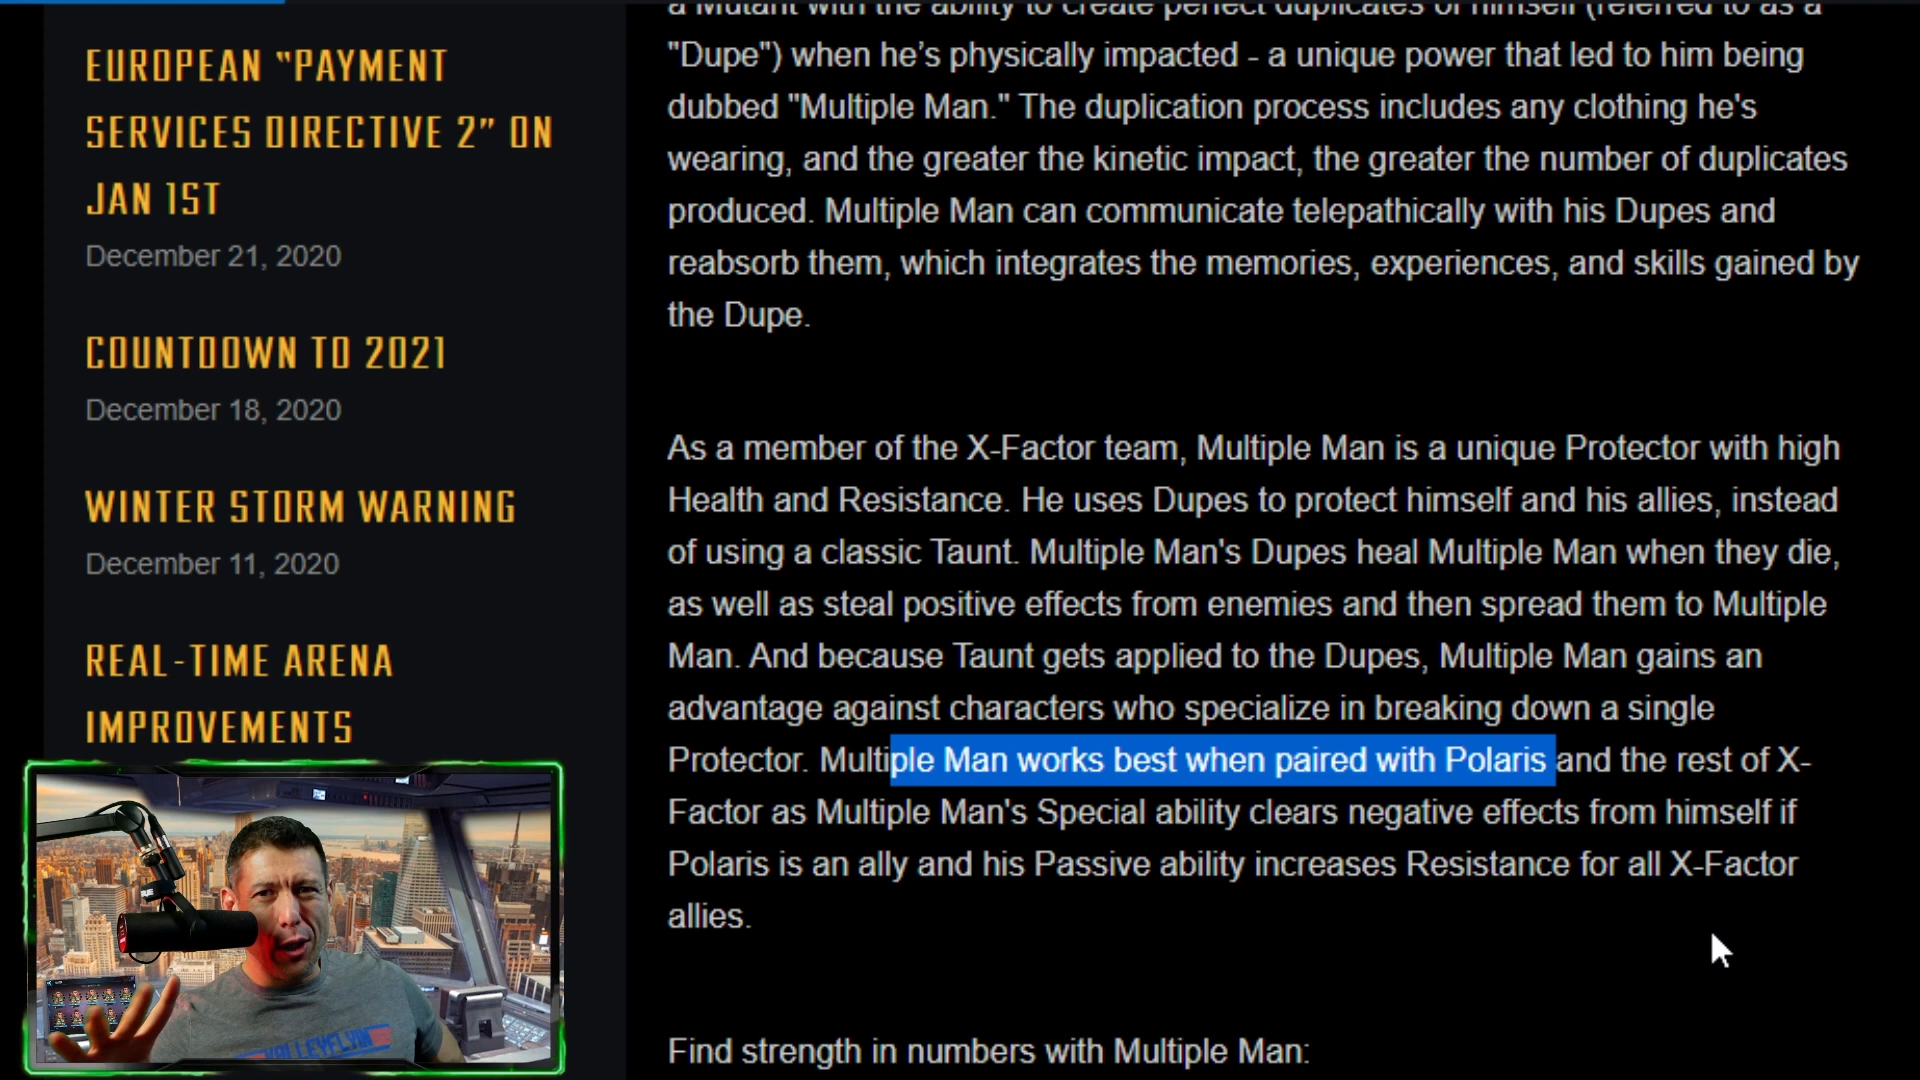 EUROPEAN “PAYMENT
SERVICES DIRECTIVE 2” ON
JAN 1ST
December 21, 2020
COUNTDOWN TO 2021
December 18, 2020
WINTER STORM WARNING
December 11, 2020
REAL-TIME ARENA
IMPROVEMENTS
a Mutant with the ability to create perfect duplicates of himself (referred to as a
"Dupe") when he’s physically impacted - a unique power that led to him being
dubbed "Multiple Man." The duplication process includes any clothing he's
wearing, and the greater the kinetic impact, the greater the number of duplicates
produced. Multiple Man can communicate telepathically with his Dupes and
reabsorb them, which integrates the memories, experiences, and skills gained by
the Dupe.
As a member of the X-Factor team, Multiple Man is a unique Protector with high
Health and Resistance. He uses Dupes to protect himself and his allies, instead
of using a classic Taunt. Multiple Man's Dupes heal Multiple Man when they die,
as well as steal positive effects from enemies and then spread them to Multiple
Man. And because Taunt gets applied to the Dupes, Multiple Man gains an
advantage against characters who specialize in breaking down a single
Protector. Multiple Man works best when paired with Polaris and the rest of X-
Factor as Multiple Man's Special ability clears negative effects from himself if
Polaris is an ally and his Passive ability increases Resistance for all X-Factor
allies.
Find strength in numbers with Multiple Man:
VALLEYFLYIN